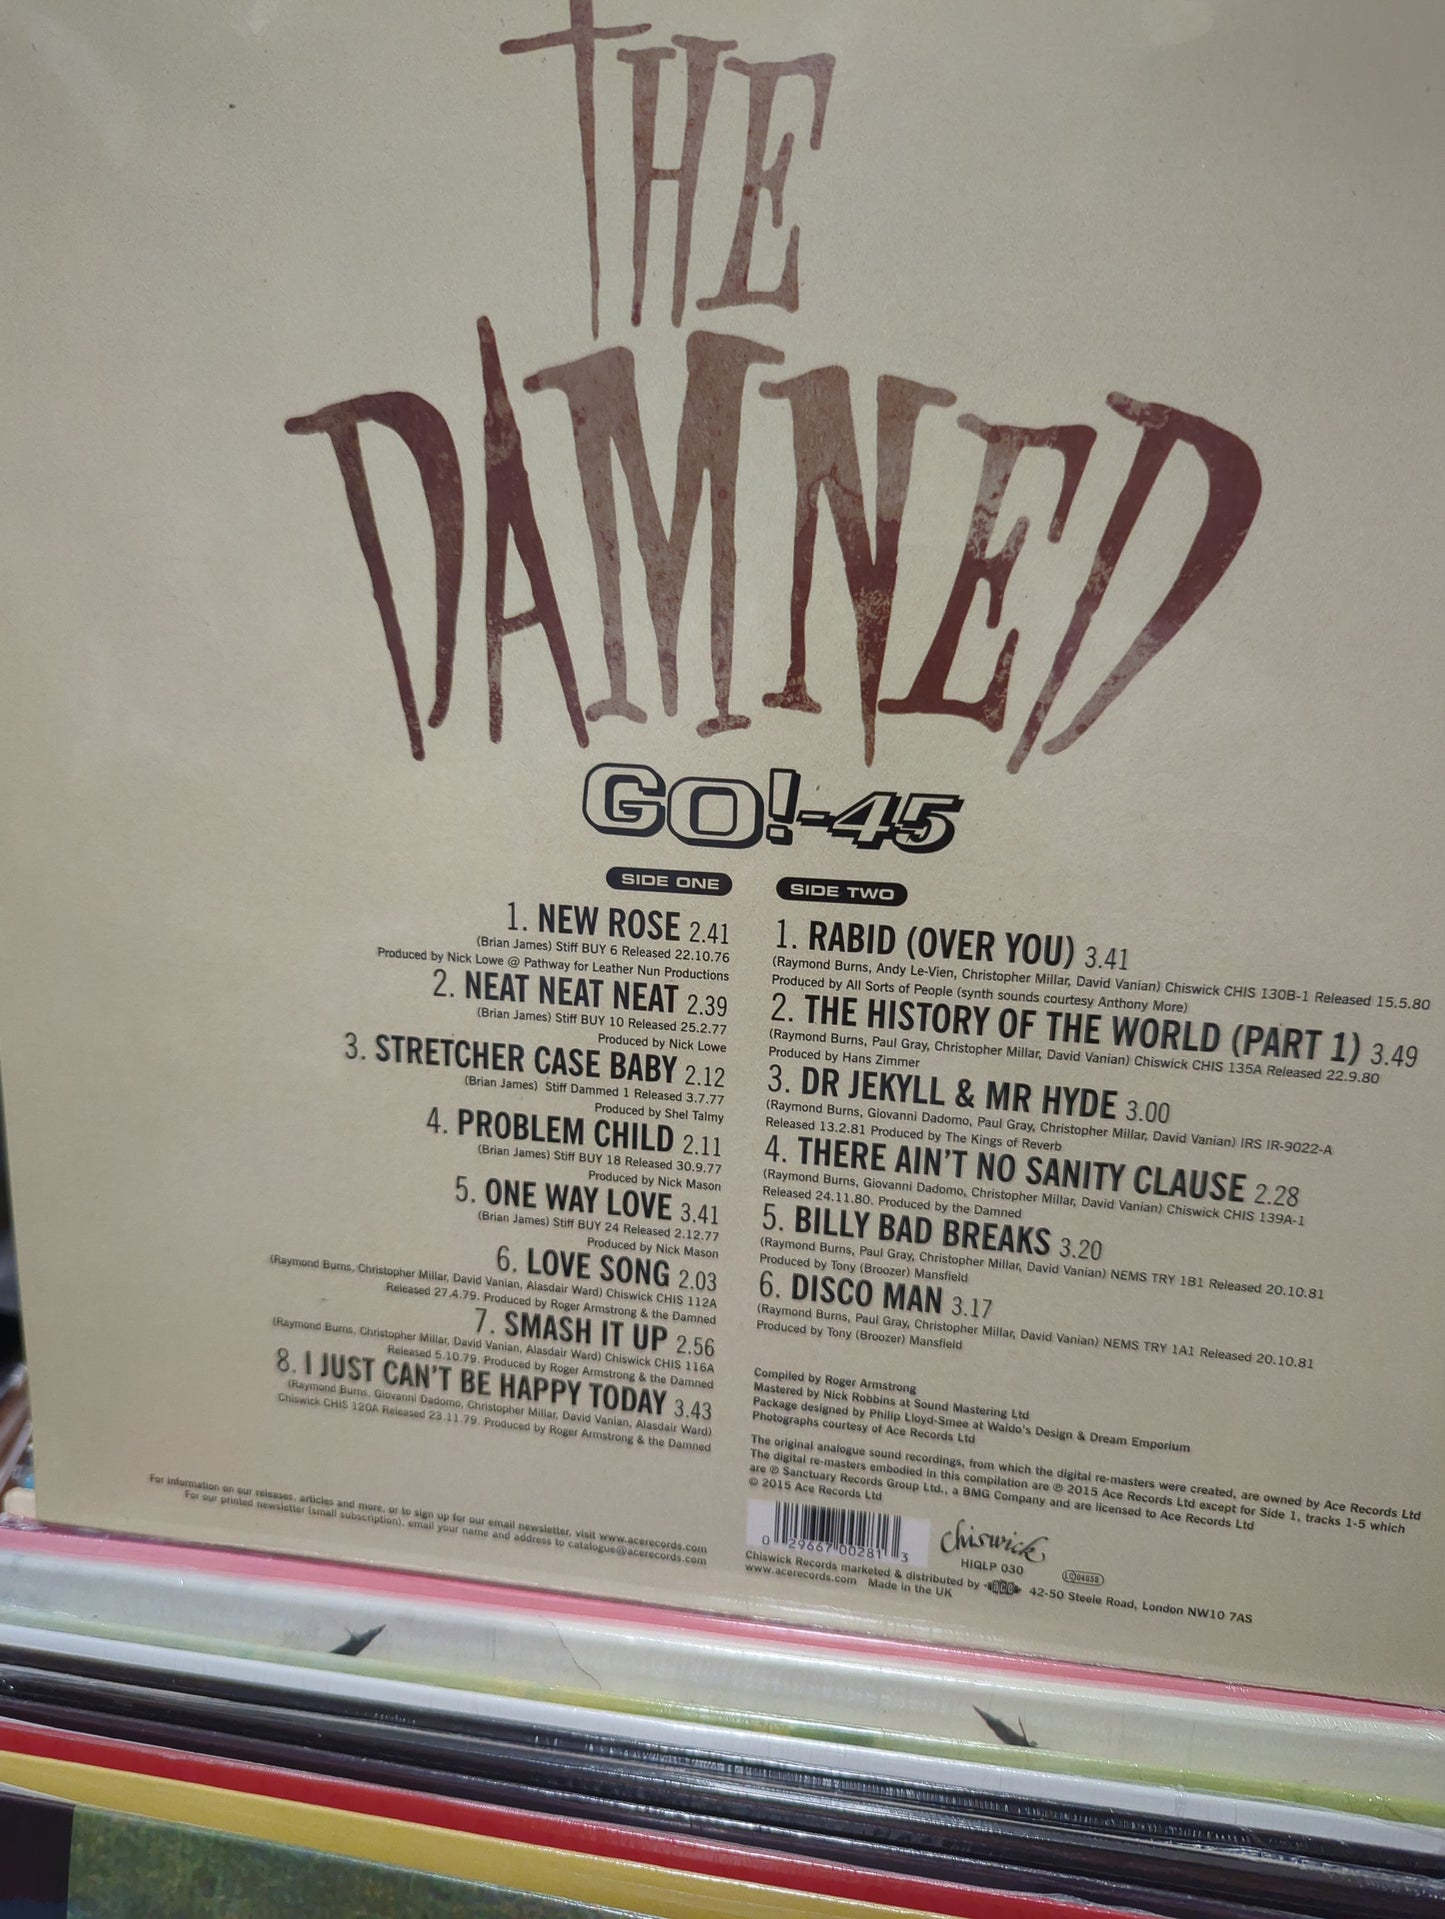 THE
DAMNED
GO!-45
SIDE ONE
1. NEW ROSE 2.41
(Brian James) Stiff BUY 6 Released 22.10.76
Produced by Nick Lowe @ Pathway for Leather Nun Productions
2. NEAT NEAT NEAT 2.39
(Brian James) Stiff BUY 10 Released 25.2.77
Produced by Nick Lowe
3. STRETCHER CASE BABY 2.12
(Brian James) Stiff Dammed 1 Released 3.7.77
Produced by Shel Talmy
4. PROBLEM CHILD 2.11
(Brian James) Stiff BUY 18 Released 30.9.77
Produced by Nick Mason
5. ONE WAY LOVE 3.41
(Brian James) Stiff BUY 24 Released 2.12.77
Produced by Nick Mason
6. LOVE SONG 2.03
(Raymond Burns, Christopher Millar, David Vanian, Alasdair Ward) Chiswick CHIS 112A
Released 27.4.79. Produced by Roger Armstrong & the Damned
7. SMASH IT UP 2.56
(Raymond Burns, Christopher Millar, David Vanian, Alasdair Ward) Chiswick CHIS 116A
Released 5.10.79. Produced by Roger Armstrong & the Damned
8. I JUST CAN'T BE HAPPY TODAY 3.43
(Raymond Burns, Giovanni Dadomo, Christopher Millar, David Vanian, Alasdair Ward)
Chiswick CHIS 120A Released 23.11.79. Produced by Roger Armstrong & the Damned
For information on our releases, articles and more, or to sign up for our email newsletter, visit www.acerecords.com
For our printed newsletter (small subscription), email your name and address to catalogue@acerecords.com
SIDE TWO
1. RABID (OVER YOU) 3.41
(Raymond Burns, Andy Le-Vien, Christopher Millar, David Vanian) Chiswick CHIS 130B-1 Released 15.5.80
Produced by All Sorts of People (synth sounds courtesy Anthony More)
2. THE HISTORY OF THE WORLD (PART 1) 3.49
(Raymond Burns, Paul Gray, Christopher Millar, David Vanian) Chiswick CHIS 135A Released 22.9.80
Produced by Hans Zimmer
3. DR JEKYLL & MR HYDE 3.00
(Raymond Burns, Giovanni Dadomo, Paul Gray, Christopher Millar, David Vanian) IRS IR-9022-A
Released 13.2.81 Produced by The Kings of Reverb
4. THERE AIN'T NO SANITY CLAUSE 2.28
(Raymond Burns, Giovanni Dadomo, Christopher Millar, David Vanian) Chiswick CHIS 139A-1
Released 24.11.80. Produced by the Damned
5. BILLY BAD BREAKS 3.20
(Raymond Burns, Paul Gray, Christopher Millar, David Vanian) NEMS TRY 1B1 Released 20.10.81
Produced by Tony (Broozer) Mansfield
6. DISCO MAN 3.17
(Raymond Burns, Paul Gray, Christopher Millar, David Vanian) NEMS TRY 1A1 Released 20.10.81
Produced by Tony (Broozer) Mansfield
Compiled by Roger Armstrong
Mastered by Nick Robbins at Sound Mastering Ltd
Package designed by Philip Lloyd-Smee at Waldo's Design & Dream Emporium
Photographs courtesy of Ace Records Ltd
The original analogue sound recordings, from which the digital re-masters were created, are owned by Ace Records Ltd
The digital re-masters embodied in this compilation are ℗ 2015 Ace Records Ltd except for Side 1, tracks 1-5 which
are ℗ Sanctuary Records Group Ltd., a BMG Company and are licensed to Ace Records Ltd
© 2015 Ace Records Ltd
0 29667 00281 3
Chiswick
HIQLP 030
LC 04058
Chiswick Records marketed & distributed by ACE 42-50 Steele Road, London NW10 7AS
www.acerecords.com Made in the UK